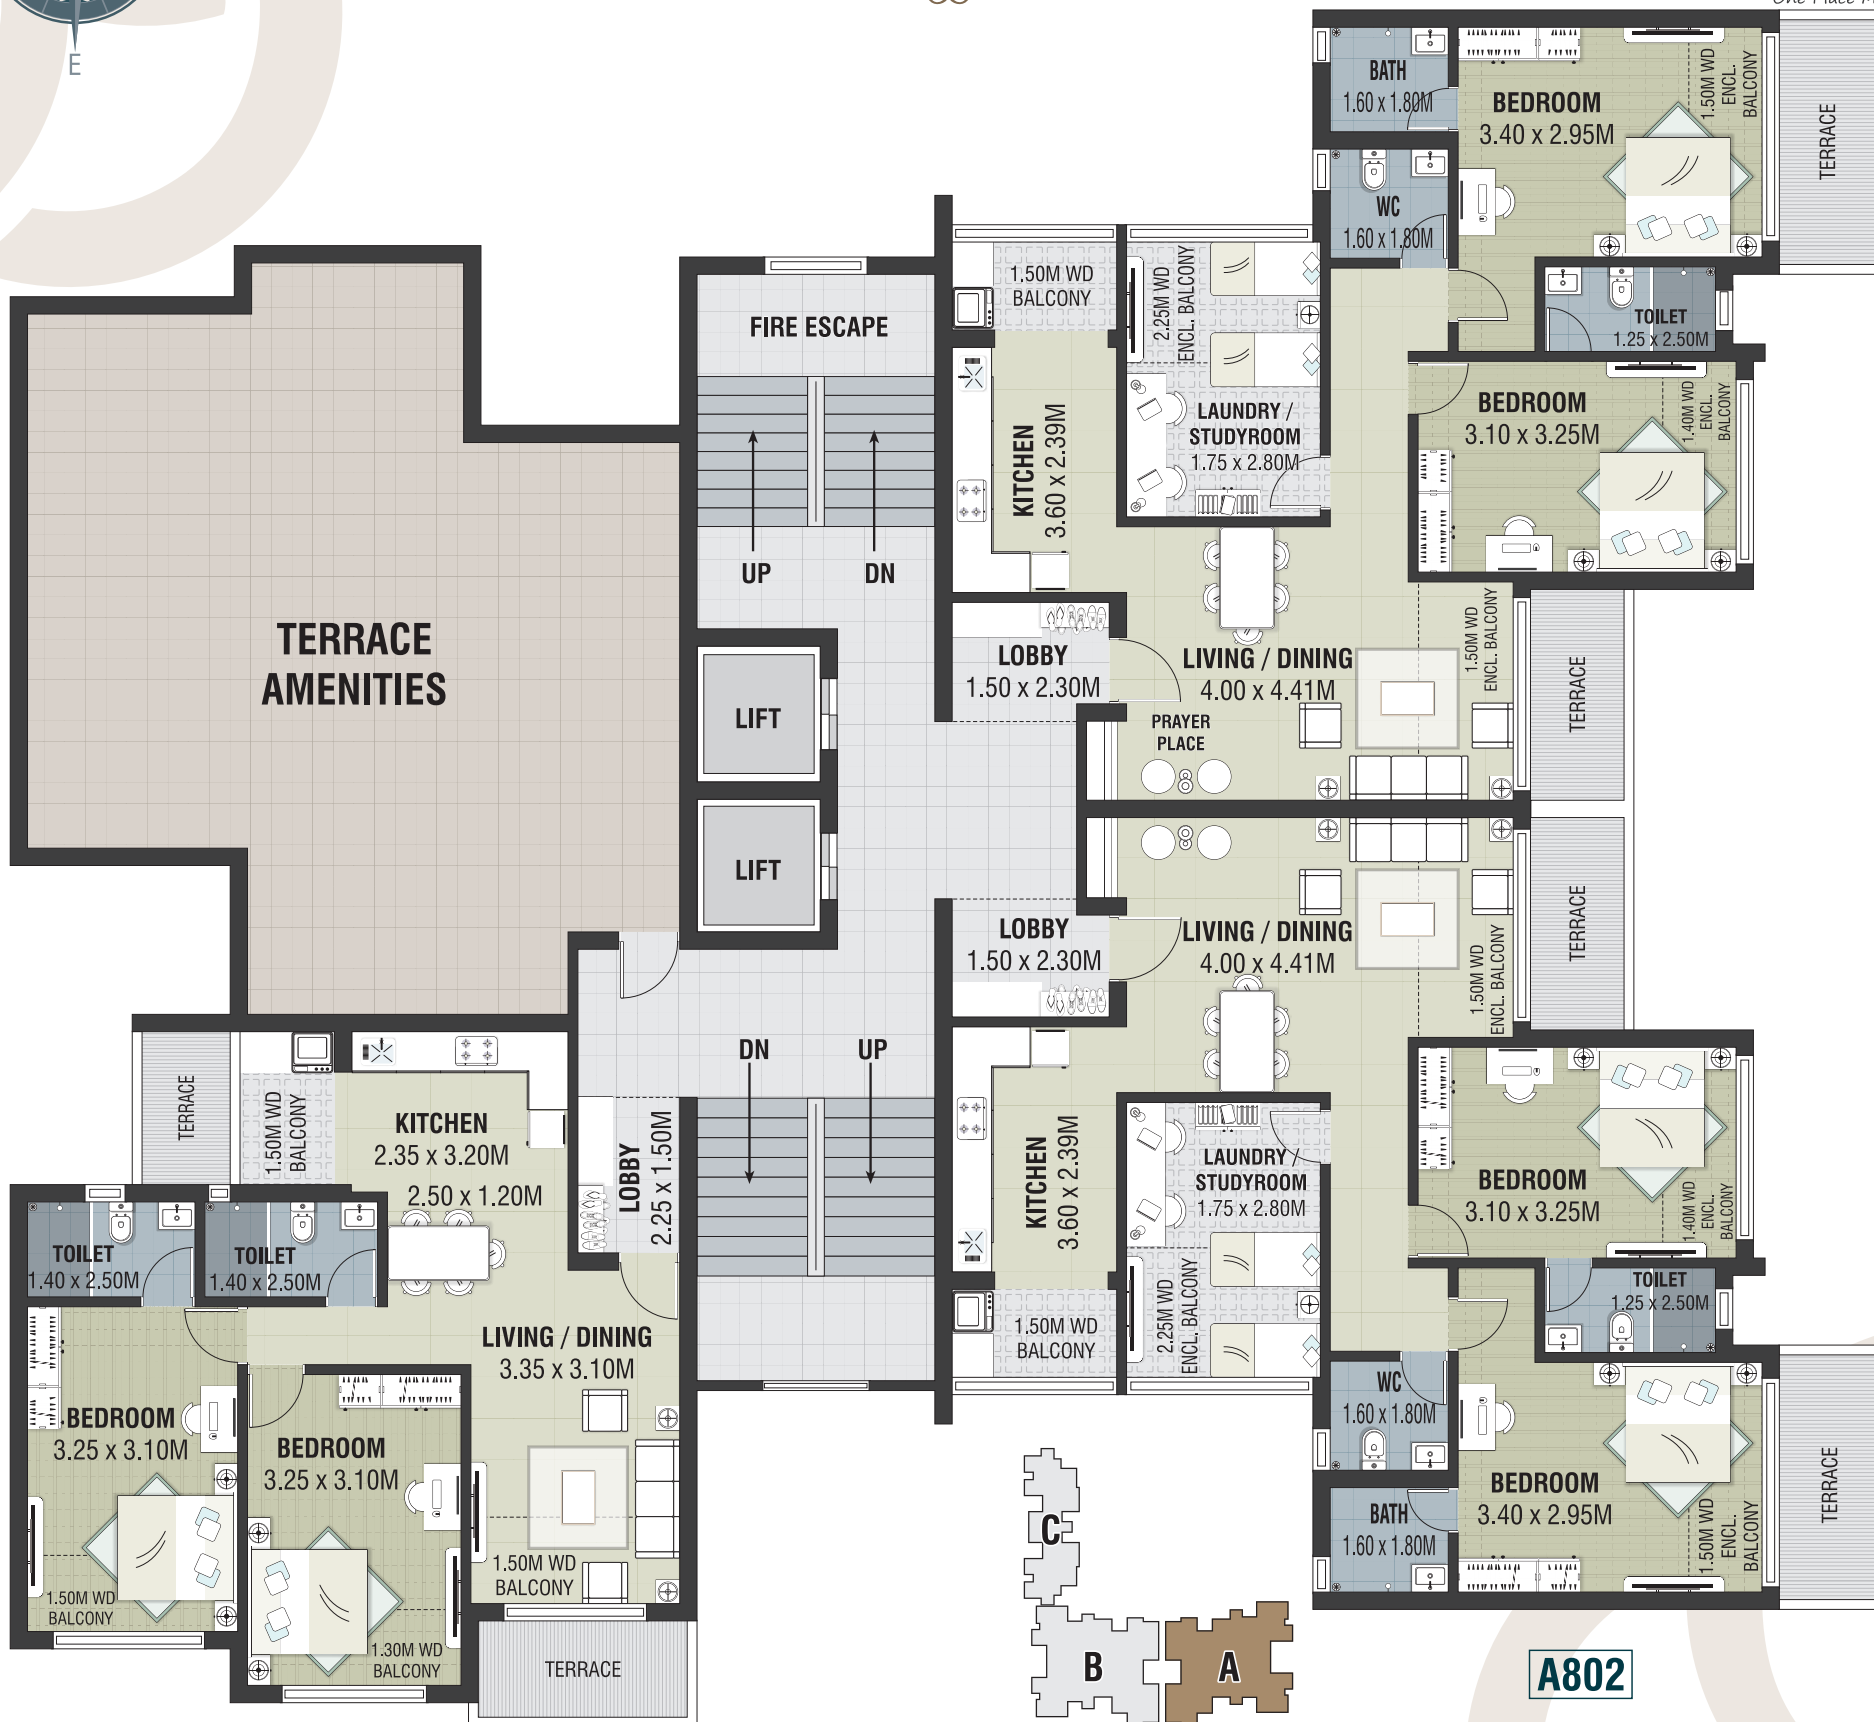 One Place M
E
BATH
1.60 x 1.80M
BEDROOM
3.40 x 2.95M
1.50M WD
ENCL.
BALCONY
TERRACE
WC
1.60 x 1.80M
TOILET
1.25 x 2.50M
1.50M WD
BALCONY
2.25M WD
ENCL. BALCONY
FIRE ESCAPE
KITCHEN
3.60 x 2.39M
LAUNDRY /
STUDYROOM
1.75 x 2.80M
BEDROOM
3.10 x 3.25M
1.40M WD
ENCL.
BALCONY
UP
DN
TERRACE
AMENITIES
LIFT
LOBBY
1.50 x 2.30M
LIVING / DINING
4.00 x 4.41M
1.50M WD
ENCL. BALCONY
TERRACE
PRAYER
PLACE
LIFT
LOBBY
1.50 x 2.30M
LIVING / DINING
4.00 x 4.41M
1.50M WD
ENCL. BALCONY
TERRACE
DN
UP
TERRACE
1.50M WD
BALCONY
KITCHEN
2.35 x 3.20M
2.50 x 1.20M
LOBBY
2.25 x 1.50M
KITCHEN
3.60 x 2.39M
LAUNDRY /
STUDYROOM
1.75 x 2.80M
BEDROOM
3.10 x 3.25M
1.40M WD
ENCL.
BALCONY
TOILET
1.40 x 2.50M
TOILET
1.40 x 2.50M
TOILET
1.25 x 2.50M
1.50M WD
BALCONY
2.25M WD
ENCL. BALCONY
LIVING / DINING
3.35 x 3.10M
WC
1.60 x 1.80M
BEDROOM
3.25 x 3.10M
BEDROOM
3.25 x 3.10M
BEDROOM
3.40 x 2.95M
1.50M WD
ENCL.
BALCONY
TERRACE
BATH
1.60 x 1.80M
1.50M WD
BALCONY
1.50M WD
BALCONY
1.30M WD
BALCONY
TERRACE
C
B
A
A802